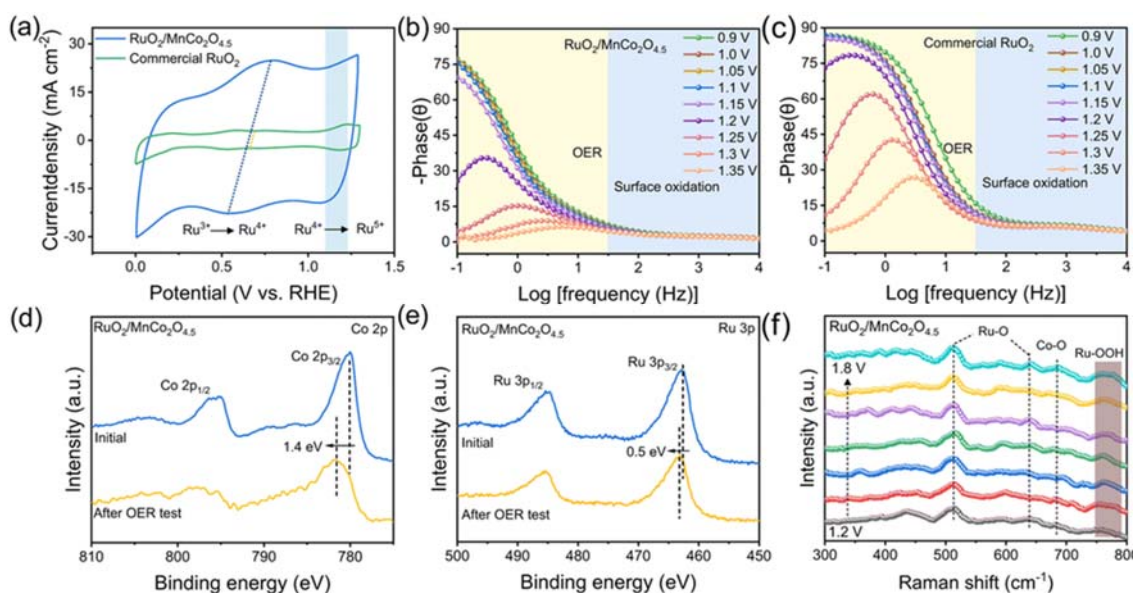 (a)
RuO₂/MnCo₂O₄.₅
Commercial RuO₂
Currentdensity (mA cm⁻²)
30
15
0
-15
-30
Ru³⁺ → Ru⁴⁺
Ru⁴⁺ → Ru⁵⁺
0.0 0.5 1.0 1.5
Potential (V vs. RHE)
(b)
RuO₂/MnCo₂O₄.₅
-Phase(θ)
90
75
60
45
30
15
0
0.9 V
1.0 V
1.05 V
1.1 V
1.15 V
1.2 V
1.25 V
1.3 V
1.35 V
OER
Surface oxidation
-1 0 1 2 3 4
Log [frequency (Hz)]
(c)
Commercial RuO₂
-Phase(θ)
90
75
60
45
30
15
0
0.9 V
1.0 V
1.05 V
1.1 V
1.15 V
1.2 V
1.25 V
1.3 V
1.35 V
OER
Surface oxidation
-1 0 1 2 3 4
Log [frequency (Hz)]
(d)
RuO₂/MnCo₂O₄.₅
Co 2p
Co 2p₃/₂
Co 2p₁/₂
Initial
1.4 eV
After OER test
Intensity (a.u.)
810 800 790 780
Binding energy (eV)
(e)
RuO₂/MnCo₂O₄.₅
Ru 3p
Ru 3p₃/₂
Ru 3p₁/₂
Initial
0.5 eV
After OER test
Intensity (a.u.)
500 490 480 470 460 450
Binding energy (eV)
(f)
RuO₂/MnCo₂O₄.₅
Ru-O
Co-O
Ru-OOH
1.8 V
1.2 V
Intensity (a.u.)
300 400 500 600 700 800
Raman shift (cm⁻¹)